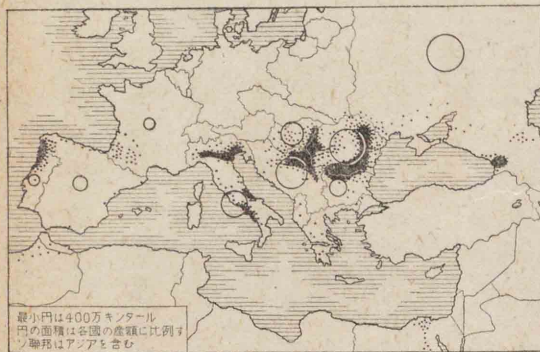 最小円は400万キンタール
円の面積は各國の産額に比例す
ソ聯邦はアジアを含む